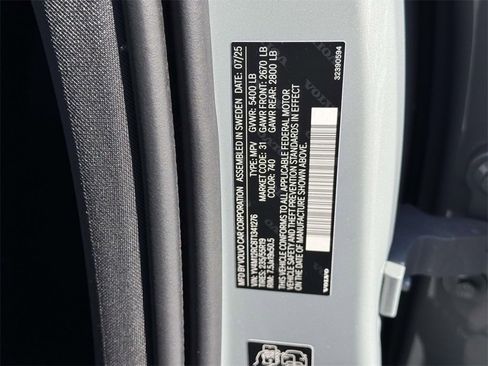 MFD. BY VOLVO CAR CORPORATION ASSEMBLED IN SWEDEN DATE: 07/25
GVWR: 5400 LB
TYPE: MPV GAWR FRONT: 2670 LB
MARKET CODE: 31 GAWR REAR: 2800 LB
COLOR: 740
THIS VEHICLE CONFORMS TO ALL APPLICABLE FEDERAL MOTOR
VEHICLE SAFETY AND THEFT PREVENTION STANDARDS IN EFFECT
ON THE DATE OF MANUFACTURE SHOWN ABOVE.
VOLVO
32390594